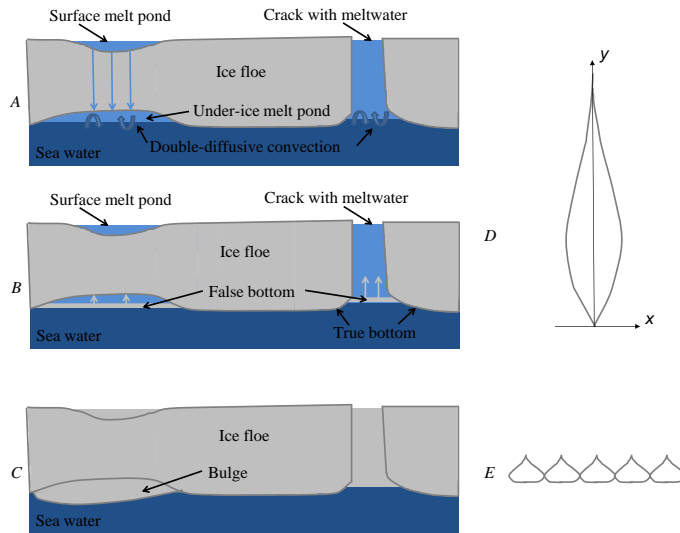 Surface melt pond
Crack with meltwater
Ice floe
A
Under-ice melt pond
Sea water
Double-diffusive convection
Surface melt pond
Crack with meltwater
Ice floe
B
False bottom
Sea water
True bottom
Ice floe
C
Bulge
Sea water
y
D
x
E